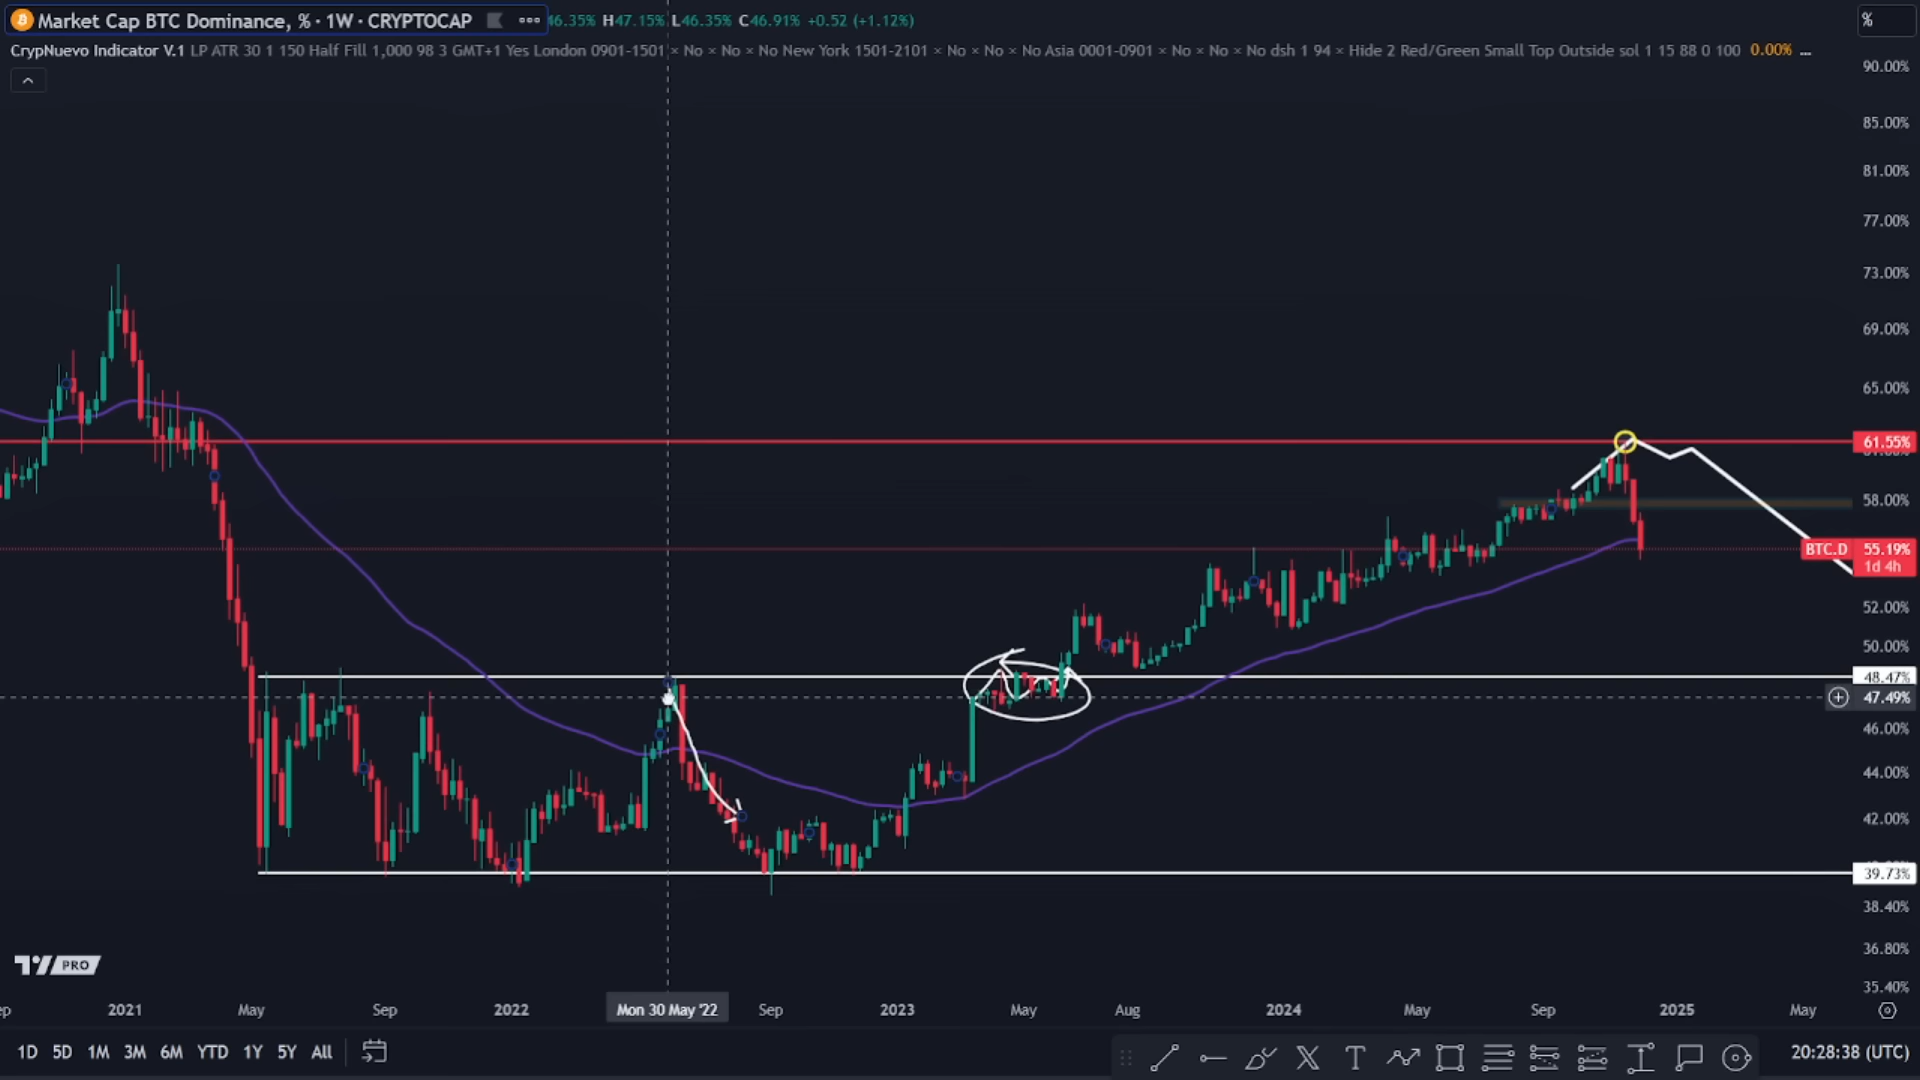 Market Cap BTC Dominance, % · 1W · CRYPTOCAP 46.35% H47.15% L46.35% C46.91% +0.52 (+1.12%)
%
CrypNuevo Indicator V.1 LP ATR 30 1 150 Half Fill 1,000 98 3 GMT+1 Yes London 0901-1501 × No × No × No New York 1501-2101 × No × No × No Asia 0001-0901 × No × No × No dsh 1 94 × Hide 2 Red/Green Small Top Outside sol 1 15 88 0 100 0.00% ...
90.00%
85.00%
81.00%
77.00%
73.00%
69.00%
65.00%
61.55%
58.00%
BTC.D 55.19%
1d 4h
52.00%
50.00%
48.47%
47.49%
46.00%
44.00%
42.00%
39.73%
38.40%
36.80%
35.40%
PRO
2021 May Sep 2022 Mon 30 May '22 Sep 2023 May Aug 2024 May Sep 2025 May
1D 5D 1M 3M 6M YTD 1Y 5Y All
20:28:38 (UTC)